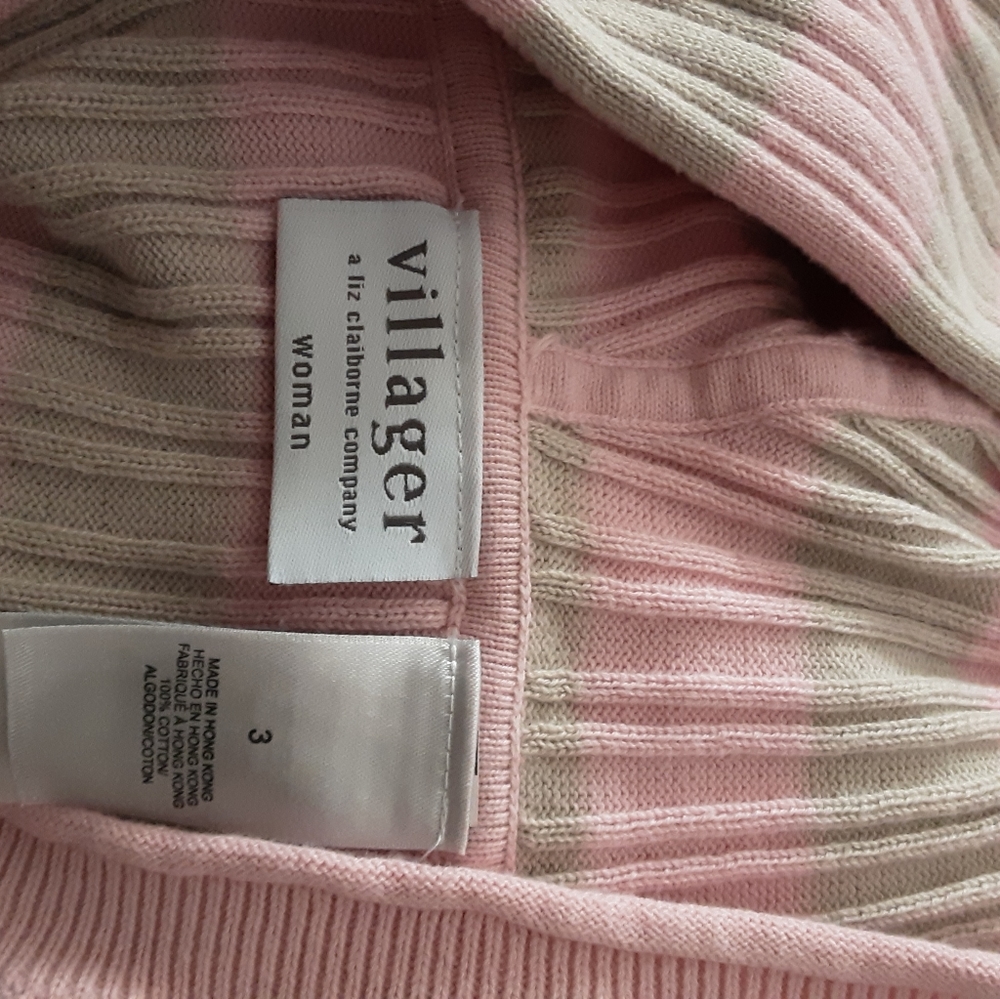 villager
a liz claiborne company
woman
3
MADE IN HONG KONG
HECHO EN HONG KONG
FABRIQUÉ À HONG KONG
100% COTTON/
ALGODON/COTON